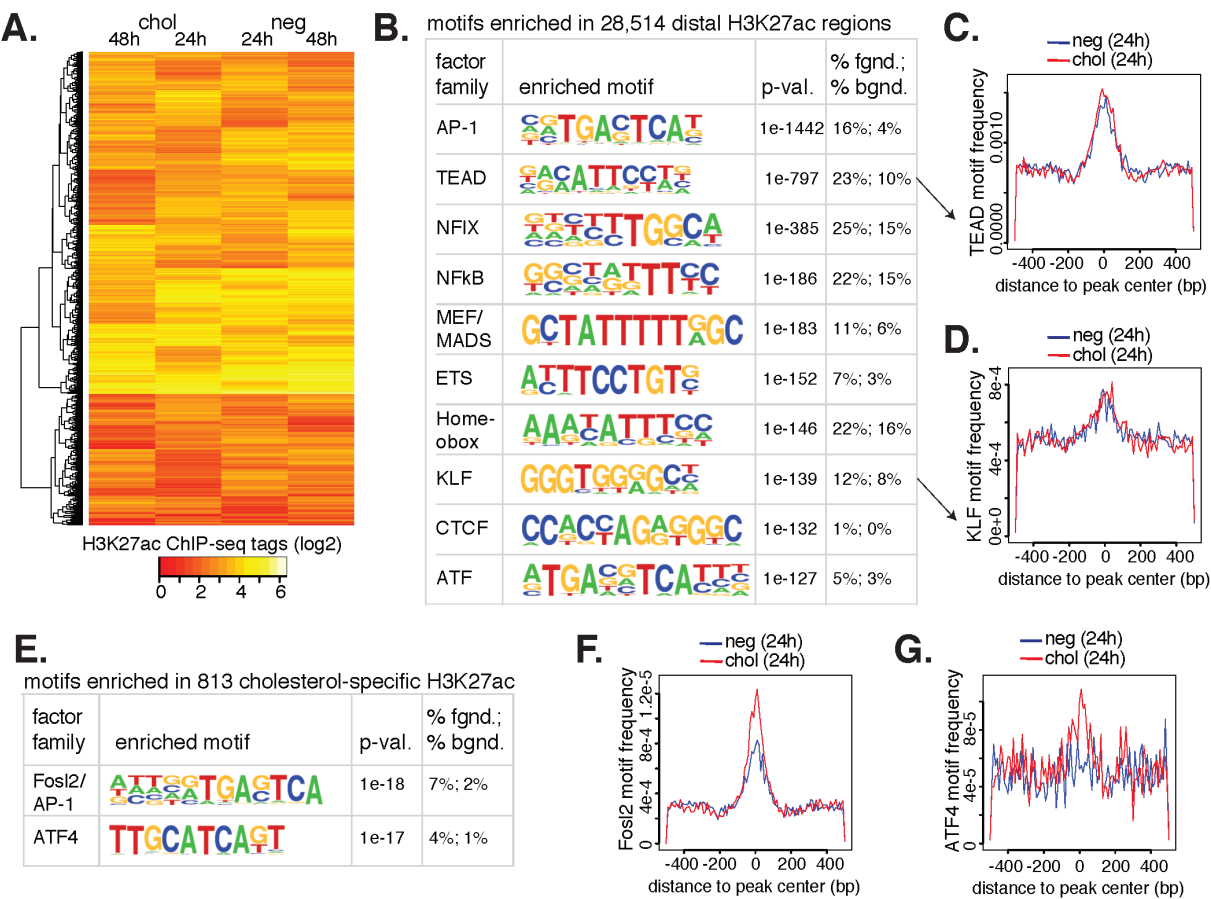 A.
chol neg
48h 24h 24h 48h
H3K27ac ChIP-seq tags (log2)
0 2 4 6
B.
motifs enriched in 28,514 distal H3K27ac regions
factor family enriched motif p-val. % fgnd.; % bgnd.
AP-1 1e-1442 16%; 4%
TEAD 1e-797 23%; 10%
NFIX 1e-385 25%; 15%
NFkB 1e-186 22%; 15%
MEF/ MADS GCTATTTTTAGC 1e-183 11%; 6%
ETS ACTTCCTGTC 1e-152 7%; 3%
Home- obox 1e-146 22%; 16%
KLF 1e-139 12%; 8%
CTCF 1e-132 1%; 0%
ATF 1e-127 5%; 3%
C.
neg (24h)
chol (24h)
TEAD motif frequency
0.0000 0.0010
-400 -200 0 200 400
distance to peak center (bp)
D.
neg (24h)
chol (24h)
KLF motif frequency
0e+0 4e-4 8e-4
-400 -200 0 200 400
distance to peak center (bp)
E.
motifs enriched in 813 cholesterol-specific H3K27ac
factor family enriched motif p-val. % fgnd.; % bgnd.
Fosl2/ AP-1 1e-18 7%; 2%
ATF4 TTGCATCAGT 1e-17 4%; 1%
F.
neg (24h)
chol (24h)
Fosl2 motif frequency
0 4e-4 8e-4 1.2e-5
-400 -200 0 200 400
distance to peak center (bp)
G.
neg (24h)
chol (24h)
ATF4 motif frequency
0 4e-5 8e-5
-400 -200 0 200 400
distance to peak center (bp)